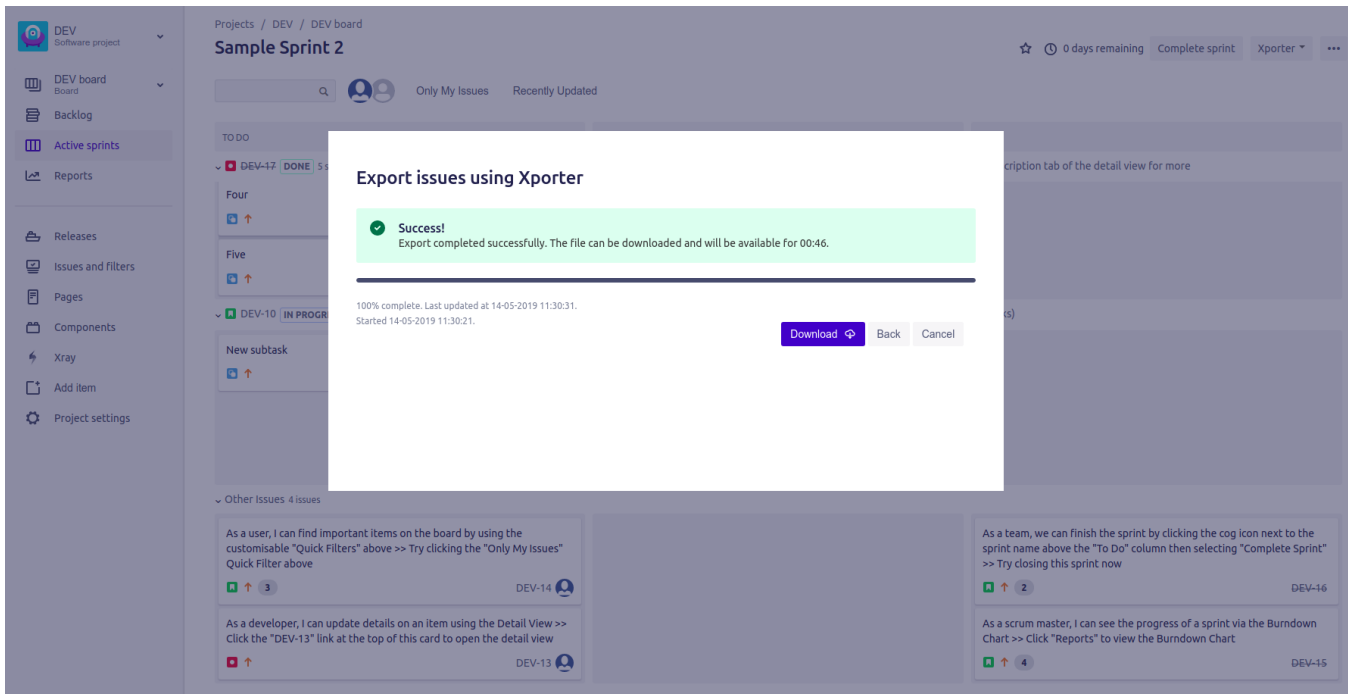 DEV
Software project
DEV board
Board
Backlog
Active sprints
Reports
Releases
Issues and filters
Pages
Components
Xray
Add item
Project settings
Projects / DEV / DEV board
Sample Sprint 2
0 days remaining
Complete sprint
Xporter
Only My Issues
Recently Updated
TO DO
DEV-17 DONE 5 s
cription tab of the detail view for more
Four
Five
DEV-10 IN PROGR
ks)
New subtask
Export issues using Xporter
Success!
Export completed successfully. The file can be downloaded and will be available for 00:46.
100% complete. Last updated at 14-05-2019 11:30:31.
Started 14-05-2019 11:30:21.
Download
Back
Cancel
Other Issues 4 issues
As a user, I can find important items on the board by using the
customisable "Quick Filters" above >> Try clicking the "Only My Issues"
Quick Filter above
3
DEV-14
As a developer, I can update details on an item using the Detail View >>
Click the "DEV-13" link at the top of this card to open the detail view
DEV-13
As a team, we can finish the sprint by clicking the cog icon next to the
sprint name above the "To Do" column then selecting "Complete Sprint"
>> Try closing this sprint now
2
DEV-16
As a scrum master, I can see the progress of a sprint via the Burndown
Chart >> Click "Reports" to view the Burndown Chart
4
DEV-15